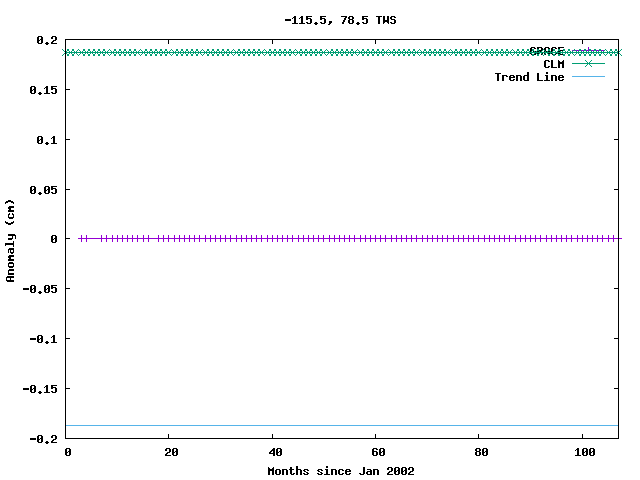 -115.5, 78.5 TWS
0.2
0.15
0.1
0.05
0
-0.05
-0.1
-0.15
-0.2
Anomaly (cm)
GRACE
CLM
Trend Line
0 20 40 60 80 100
Months since Jan 2002